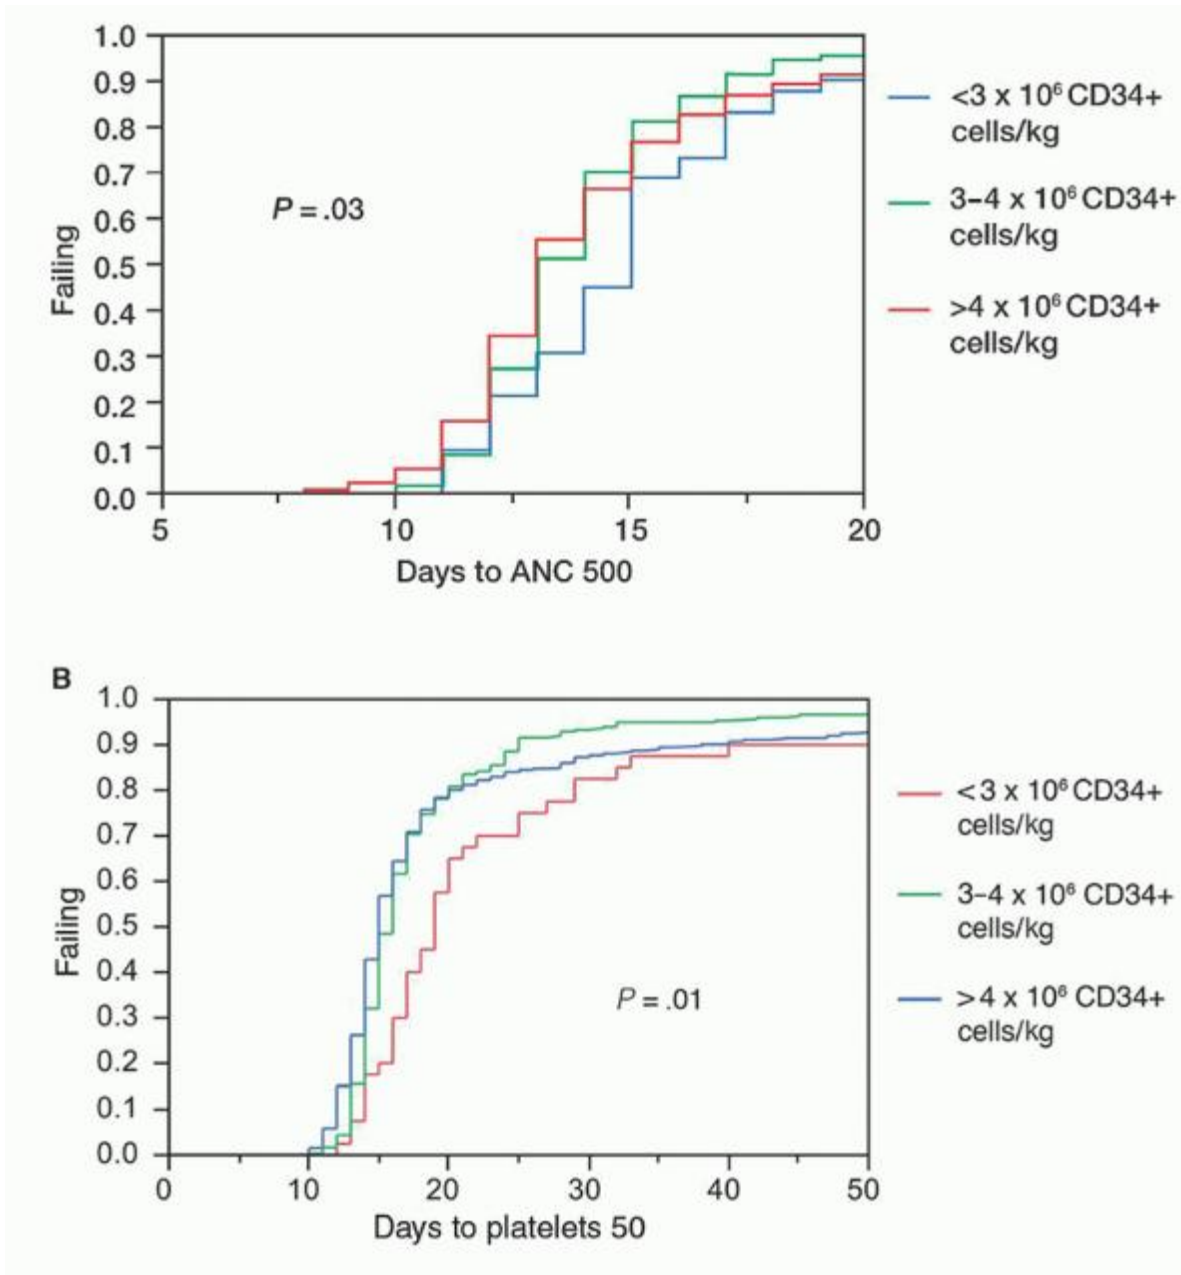 1.0
0.9
0.8
0.7
0.6
0.5
0.4
0.3
0.2
0.1
0.0
Failing
P = .03
5 10 15 20
Days to ANC 500
<3 x 10⁶ CD34+
cells/kg
3–4 x 10⁶ CD34+
cells/kg
>4 x 10⁶ CD34+
cells/kg
B
1.0
0.9
0.8
0.7
0.6
0.5
0.4
0.3
0.2
0.1
0.0
Failing
P = .01
0 10 20 30 40 50
Days to platelets 50
<3 x 10⁶ CD34+
cells/kg
3–4 x 10⁶ CD34+
cells/kg
>4 x 10⁶ CD34+
cells/kg